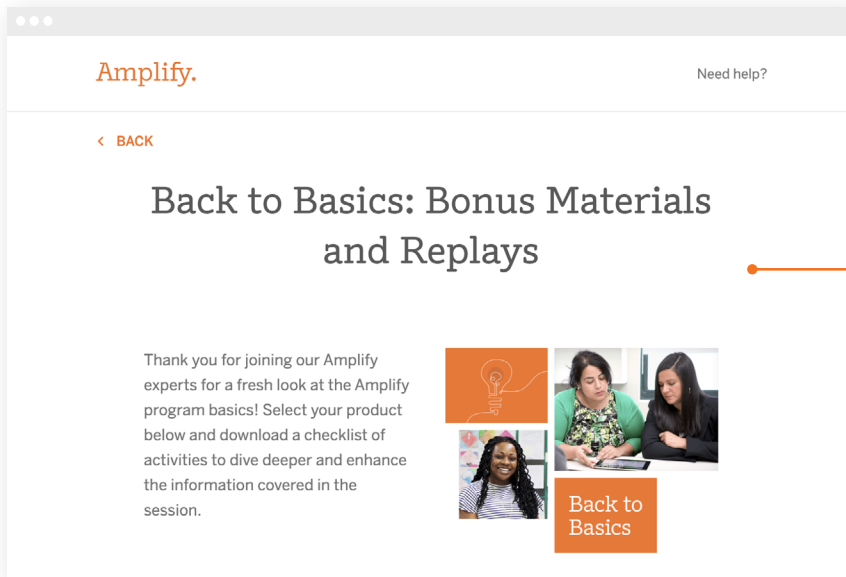 Amplify.
Need help?
< BACK
Back to Basics: Bonus Materials
and Replays
Thank you for joining our Amplify
experts for a fresh look at the Amplify
program basics! Select your product
below and download a checklist of
activities to dive deeper and enhance
the information covered in the
session.
Back to
Basics